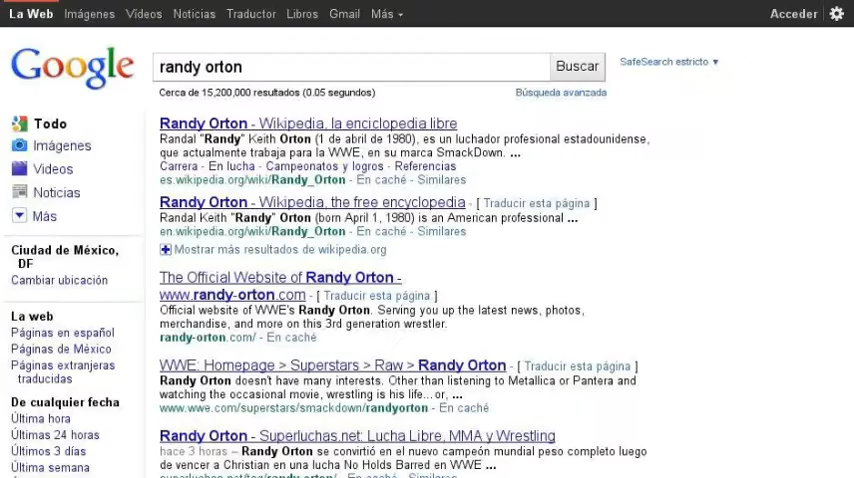 La Web Imágenes Vídeos Noticias Traductor Libros Gmail Más Acceder
Google
randy orton
Buscar
SafeSearch estricto
Cerca de 15,200,000 resultados (0.05 segundos)
Búsqueda avanzada
Todo
Imágenes
Videos
Noticias
Más
Ciudad de México,
DF
Cambiar ubicación
La web
Páginas en español
Páginas de México
Páginas extranjeras
traducidas
De cualquier fecha
Última hora
Últimas 24 horas
Últimos 3 días
Última semana
Randy Orton - Wikipedia, la enciclopedia libre
Randal "Randy" Keith Orton (1 de abril de 1980), es un luchador profesional estadounidense,
que actualmente trabaja para la WWE, en su marca SmackDown. ...
Carrera - En lucha - Campeonatos y logros - Referencias
es.wikipedia.org/wiki/Randy_Orton - En caché - Similares
Randy Orton - Wikipedia, the free encyclopedia - [ Traducir esta página ]
Randal Keith "Randy" Orton (born April 1, 1980) is an American professional ...
en.wikipedia.org/wiki/Randy_Orton - En caché - Similares
Mostrar más resultados de wikipedia.org
The Official Website of Randy Orton -
www.randy-orton.com - [ Traducir esta página ]
Official website of WWE's Randy Orton. Serving you up the latest news, photos,
merchandise, and more on this 3rd generation wrestler.
randy-orton.com/ - En caché
WWE: Homepage > Superstars > Raw > Randy Orton - [ Traducir esta página ]
Randy Orton doesn't have many interests. Other than listening to Metallica or Pantera and
watching the occasional movie, wrestling is his life... or, ...
www.wwe.com/superstars/smackdown/randyorton - En caché
Randy Orton - Superluchas.net: Lucha Libre, MMA y Wrestling
hace 3 horas – Randy Orton se convirtió en el nuevo campeón mundial peso completo luego
de vencer a Christian en una lucha No Holds Barred en WWE ...
superluchas.net/tag/randy-orton/ - En caché - Similares